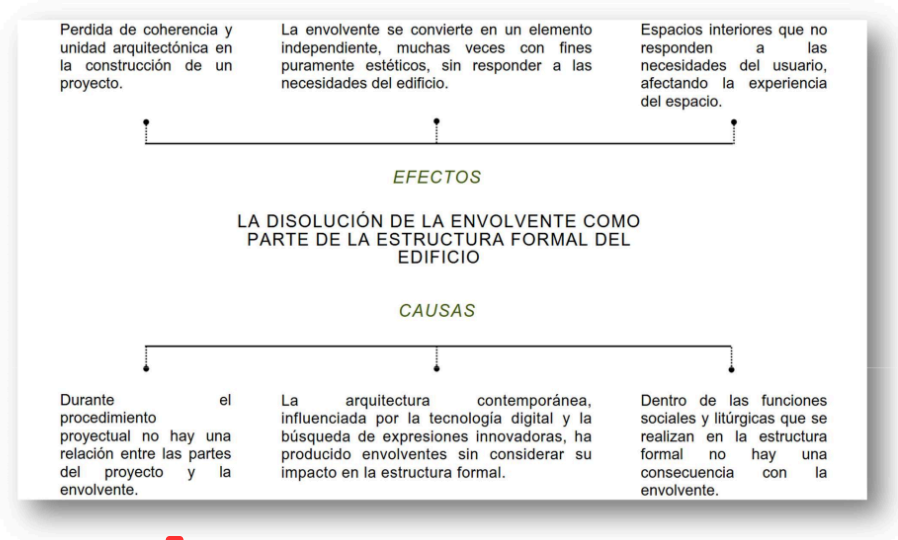 Perdida de coherencia y
unidad arquitectónica en
la construcción de un
proyecto.
La envolvente se convierte en un elemento
independiente, muchas veces con fines
puramente estéticos, sin responder a las
necesidades del edificio.
Espacios interiores que no
responden a las
necesidades del usuario,
afectando la experiencia
del espacio.
EFECTOS
LA DISOLUCIÓN DE LA ENVOLVENTE COMO
PARTE DE LA ESTRUCTURA FORMAL DEL
EDIFICIO
CAUSAS
Durante el
procedimiento
proyectual no hay una
relación entre las partes
del proyecto y la
envolvente.
La arquitectura contemporánea,
influenciada por la tecnología digital y la
búsqueda de expresiones innovadoras, ha
producido envolventes sin considerar su
impacto en la estructura formal.
Dentro de las funciones
sociales y litúrgicas que se
realizan en la estructura
formal no hay una
consecuencia con la
envolvente.